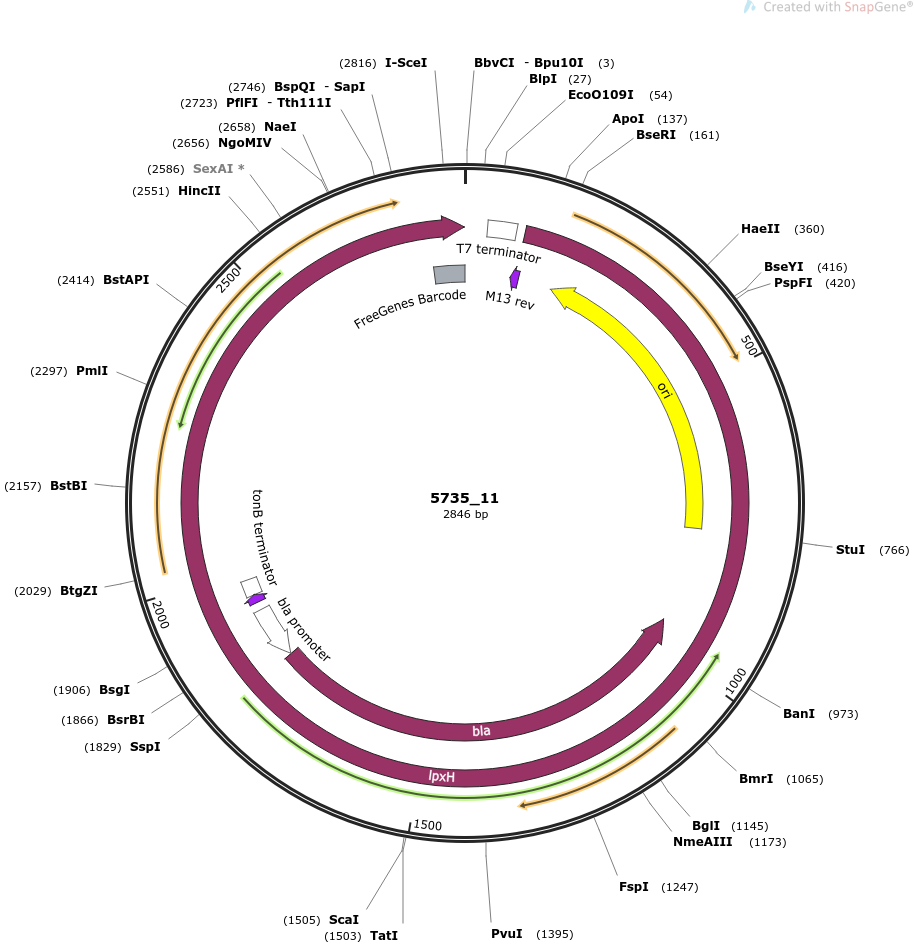 Created with SnapGene®
(2816) I-SceI
BbvCI - Bpu10I (3)
(2746) BspQI - SapI
BlpI (27)
(2723) PflFI - Tth111I
EcoO109I (54)
(2658) NaeI
ApoI (137)
(2656) NgoMIV
BseRI (161)
(2586) SexAI *
(2551) HincII
HaeII (360)
T7 terminator
BseYI (416)
(2414) BstAPI
2500
PspFI (420)
FreeGenes Barcode
M13 rev
500
(2297) PmlI
ori
(2157) BstBI
5735_11
2846 bp
tonB terminator
StuI (766)
(2029) BtgZI
2000
bla promoter
(1906) BsgI
1000
(1866) BsrBI
BanI (973)
bla
(1829) SspI
lpxH
BmrI (1065)
1500
BglI (1145)
NmeAIII (1173)
FspI (1247)
(1505) ScaI
(1503) TatI
PvuI (1395)